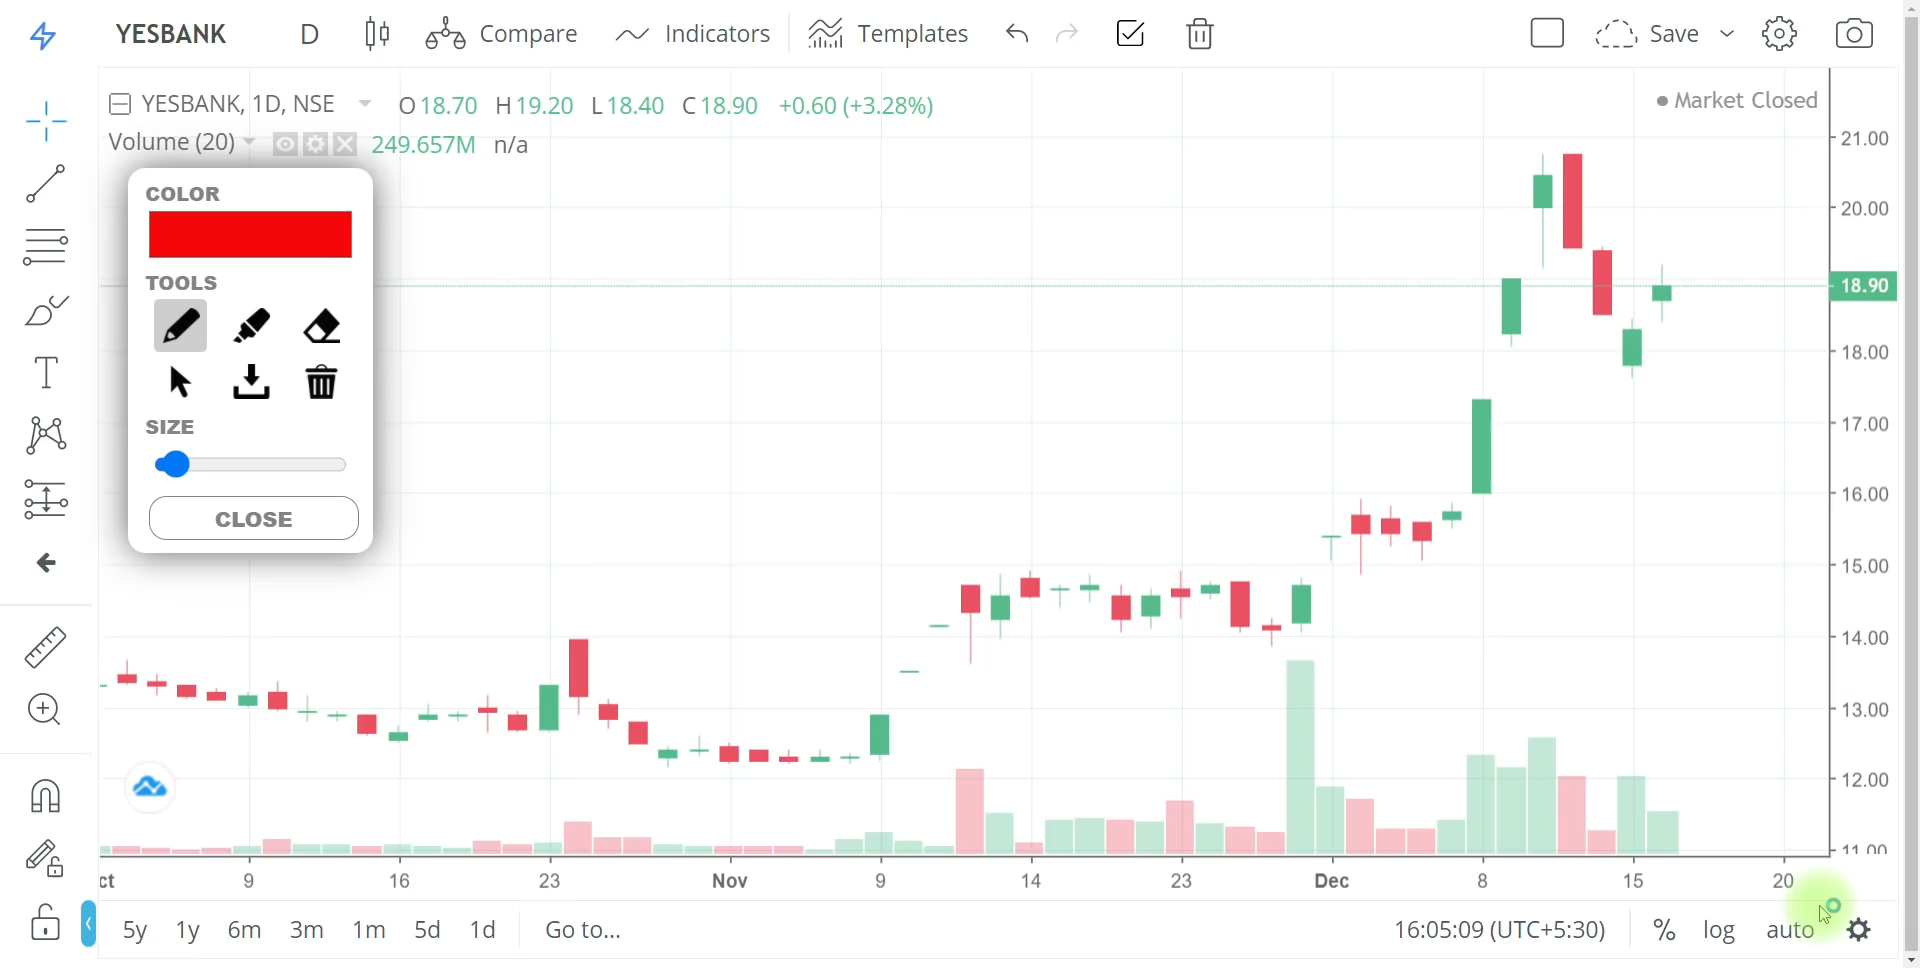 YESBANK D Compare Indicators Templates Save
YESBANK, 1D, NSE O18.70 H19.20 L18.40 C18.90 +0.60 (+3.28%)
Market Closed
Volume (20) 249.657M n/a
COLOR
TOOLS
SIZE
CLOSE
T
21.00
20.00
18.90
18.00
17.00
16.00
15.00
14.00
13.00
12.00
11.00
ct 9 16 23 Nov 9 14 23 Dec 8 15 20
5y 1y 6m 3m 1m 5d 1d Go to... 16:05:09 (UTC+5:30) % log auto